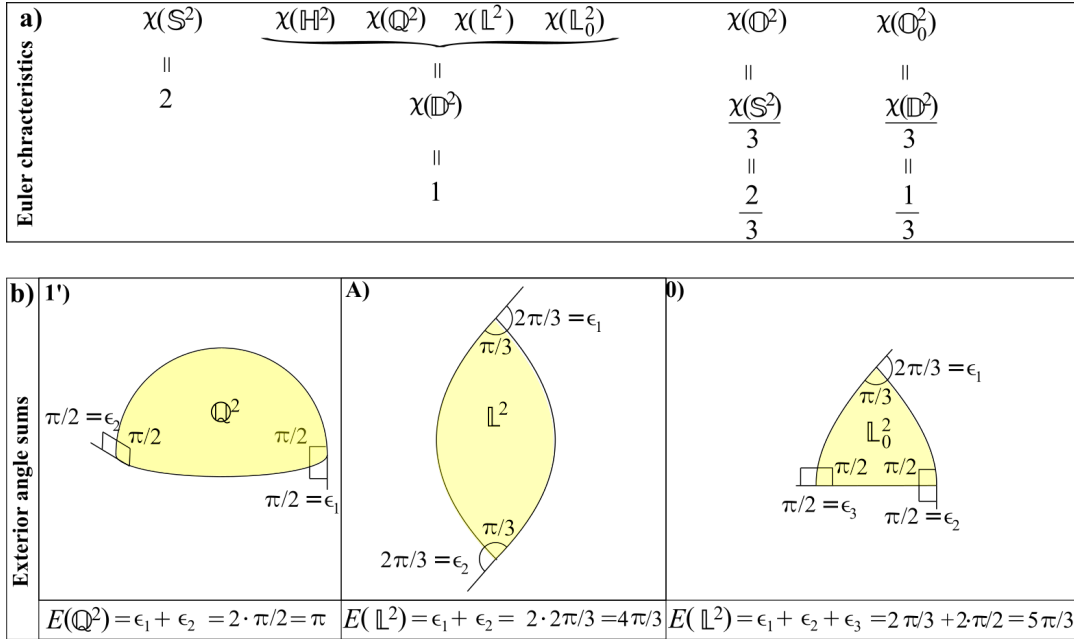 a) χ(𝕊²) χ(ℍ²) χ(ℚ²) χ(𝕃²) χ(𝕃₀²) χ(𝕆²) χ(𝕆₀²)
Euler chracteristics
= = = =
2 χ(𝔻²) χ(𝕊²)/3 χ(𝔻²)/3
= = =
1 2/3 1/3
b) 1') A) 0)
Exterior angle sums
π/2 = ϵ₂
π/2
ℚ²
π/2
π/2 = ϵ₁
2π/3 = ϵ₁
π/3
𝕃²
π/3
2π/3 = ϵ₂
2π/3 = ϵ₁
π/3
𝕃₀²
π/2 π/2
π/2 = ϵ₃
π/2 = ϵ₂
E(ℚ²) = ϵ₁ + ϵ₂ = 2 · π/2 = π
E( 𝕃²) = ϵ₁ + ϵ₂ = 2 · 2π/3 = 4π/3
E( 𝕃²) = ϵ₁ + ϵ₂ + ϵ₃ = 2π/3 + 2·π/2 = 5π/3